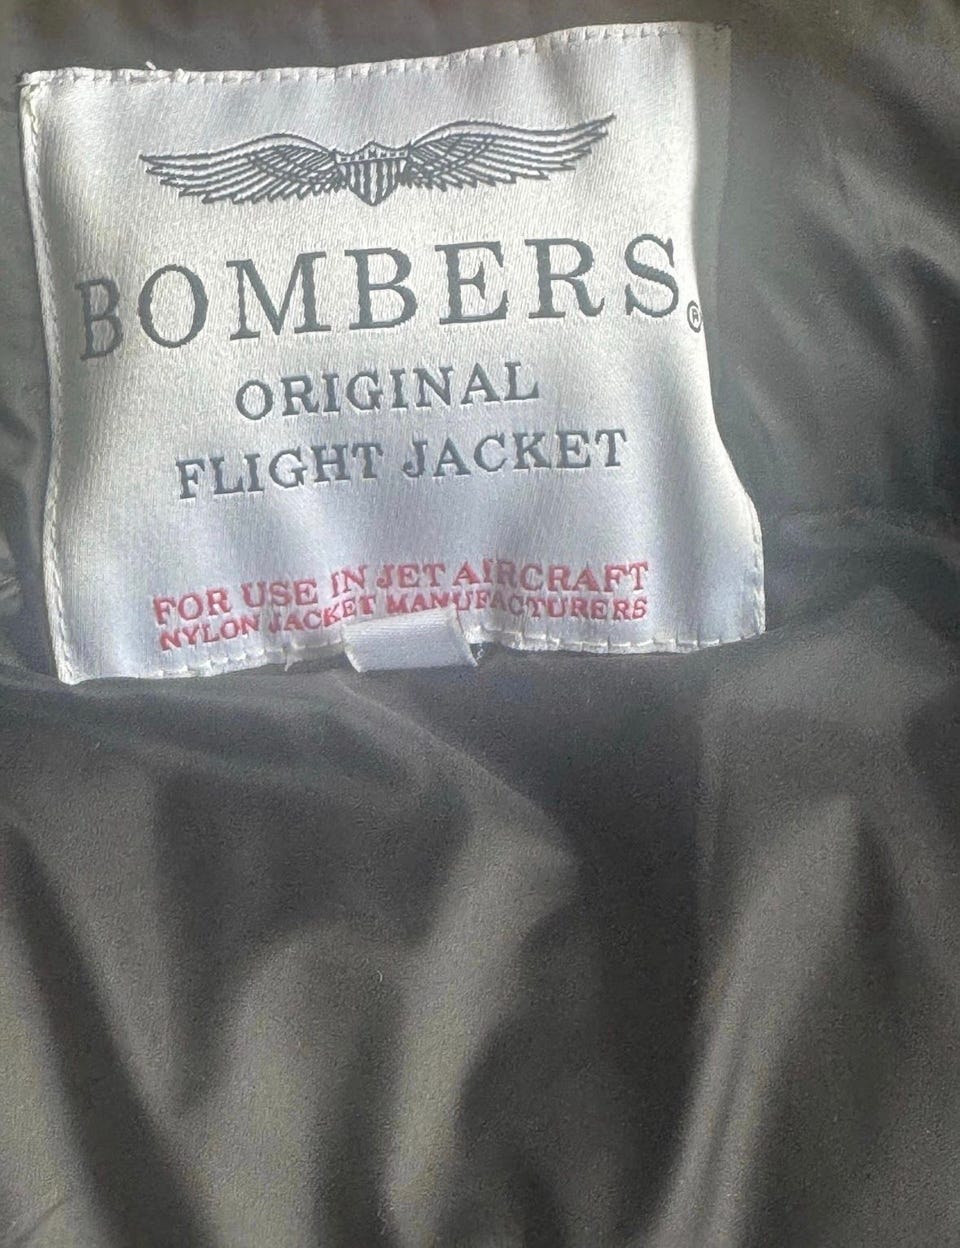 BOMBERS®
ORIGINAL
FLIGHT JACKET
FOR USE IN JET AIRCRAFT
NYLON JACKET MANUFACTURERS